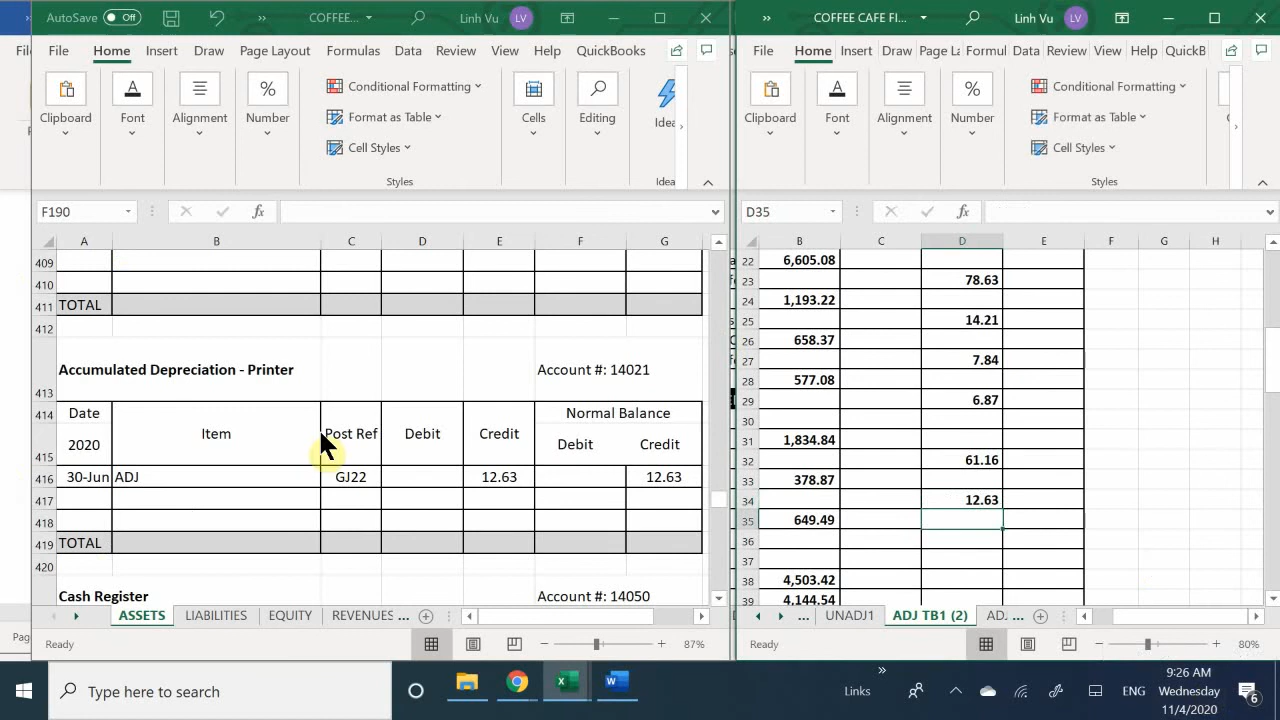 AutoSave Off COFFEE... Linh Vu LV
File Home Insert Draw Page Layout Formulas Data Review View Help QuickBooks
Clipboard Font Alignment Number
Conditional Formatting
Format as Table
Cell Styles
Styles
Cells Editing Idea
Idea
F190 fx
A B C D E F G
409
410
411 TOTAL
412
413 Accumulated Depreciation - Printer Account #: 14021
414 Date Item Post Ref Debit Credit Normal Balance
415 2020 Debit Credit
416 30-Jun ADJ GJ22 12.63 12.63
417
418
419 TOTAL
420
Cash Register Account #: 14050
ASSETS LIABILITIES EQUITY REVENUES ...
Ready 87%
COFFEE CAFE FI... Linh Vu LV
File Home Insert Draw Page La Formul Data Review View Help QuickB
Clipboard Font Alignment Number
Conditional Formatting
Format as Table
Cell Styles
Styles
D35 fx
B C D E F G H
22 6,605.08
23 78.63
24 1,193.22
25 14.21
26 658.37
27 7.84
28 577.08
29 6.87
30
31 1,834.84
32 61.16
33 378.87
34 12.63
35 649.49
36
37
38 4,503.42
39 4,144.54
... UNADJ1 ADJ TB1 (2) ADJ ...
Ready 80%
Type here to search
Links ENG
9:26 AM
Wednesday
11/4/2020
6